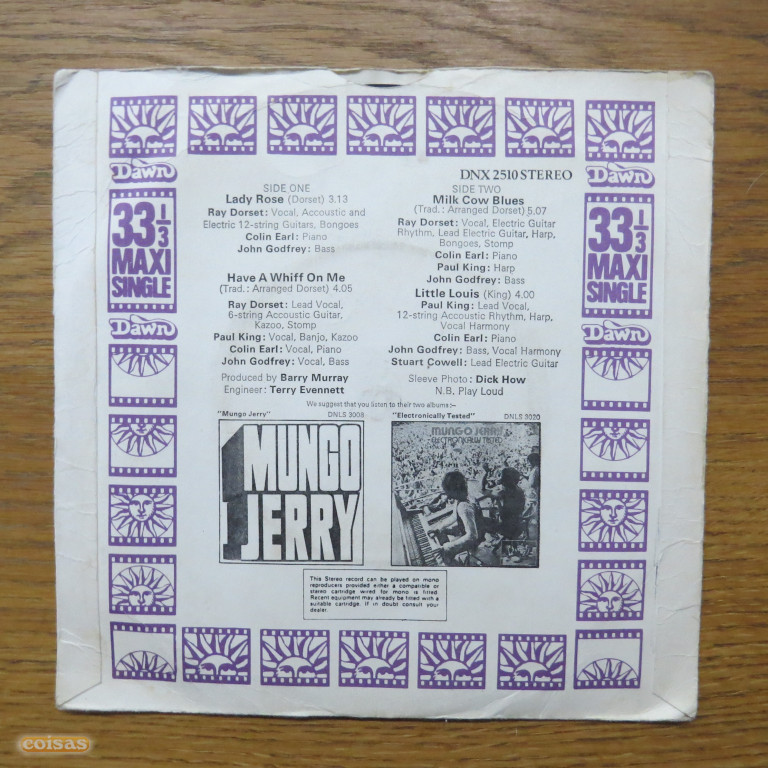 DNX 2510 STEREO
Dawn
33⅓
MAXI
SINGLE
Dawn
SIDE ONE
Lady Rose (Dorset) 3.13
Ray Dorset: Vocal, Accoustic and
Electric 12-string Guitars, Bongoes
Colin Earl: Piano
John Godfrey: Bass
Have A Whiff On Me
(Trad.: Arranged Dorset) 4.05
Ray Dorset: Lead Vocal,
6-string Accoustic Guitar,
Kazoo, Stomp
Paul King: Vocal, Banjo, Kazoo
Colin Earl: Vocal, Piano
John Godfrey: Vocal, Bass
Produced by Barry Murray
Engineer: Terry Evennett
SIDE TWO
Milk Cow Blues
(Trad.: Arranged Dorset) 5.07
Ray Dorset: Vocal, Electric Guitar
Rhythm, Lead Electric Guitar, Harp,
Bongoes, Stomp
Colin Earl: Piano
Paul King: Harp
John Godfrey: Bass
Little Louis (King) 4.00
Paul King: Lead Vocal,
12-string Accoustic Rhythm, Harp,
Vocal Harmony
Colin Earl: Piano
John Godfrey: Bass, Vocal Harmony
Stuart Cowell: Lead Electric Guitar
Sleeve Photo: Dick How
N.B. Play Loud
Dawn
33⅓
MAXI
SINGLE
Dawn
We suggest that you listen to their two albums:–
"Mungo Jerry" DNLS 3008
"Electronically Tested" DNLS 3020
MUNGO
JERRY
MUNGO JERRY
ELECTRONICALLY TESTED
This Stereo record can be played on mono
reproducers provided either a compatible or
stereo cartridge wired for mono is fitted.
Recent equipment may already be fitted with a
suitable cartridge. If in doubt consult your
dealer.
coisas